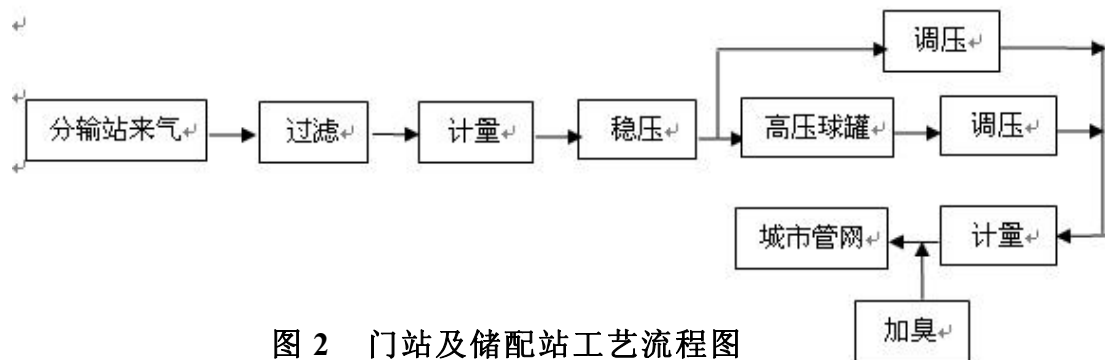 调压
分输站来气
过滤
计量
稳压
高压球罐
调压
城市管网
计量
加臭
图 2 门站及储配站工艺流程图